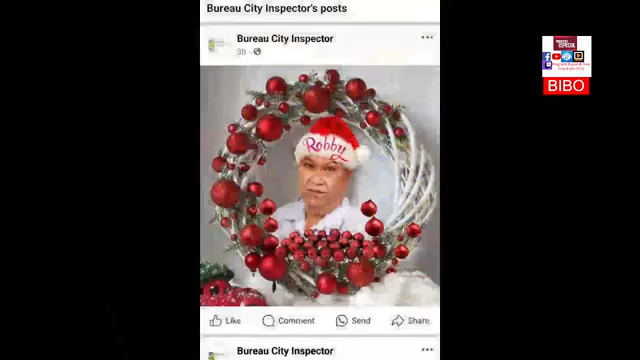 Bureau City Inspector's posts
Bureau City Inspector
3h
Robby
Like
Comment
Send
Share
Bureau City Inspector
BIBO